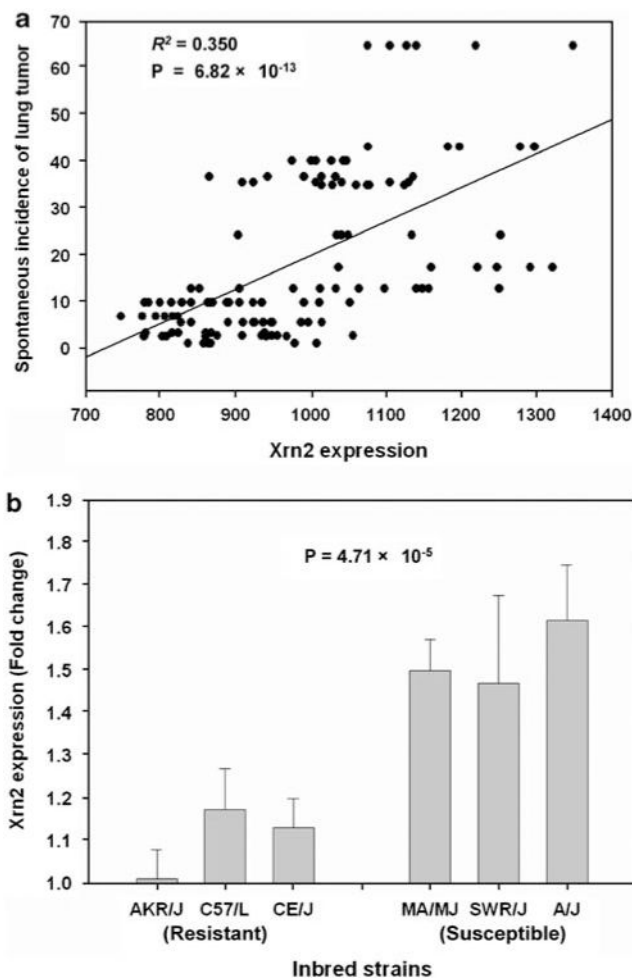 a
R² = 0.350
P = 6.82 × 10⁻¹³
Spontaneous incidence of lung tumor
70
60
50
40
30
20
10
0
700 800 900 1000 1100 1200 1300 1400
Xrn2 expression
b
P = 4.71 × 10⁻⁵
Xrn2 expression (Fold change)
1.9
1.8
1.7
1.6
1.5
1.4
1.3
1.2
1.1
1.0
AKR/J C57/L CE/J MA/MJ SWR/J A/J
(Resistant) (Susceptible)
Inbred strains